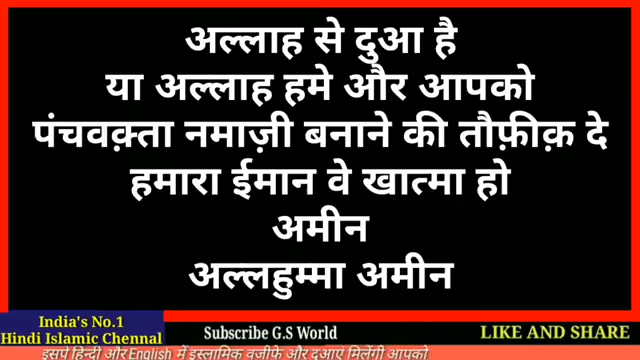 अल्लाह से दुआ है
या अल्लाह हमे और आपको
पंचवक़्ता नमाज़ी बनाने की तौफ़ीक़ दे
हमारा ईमान वे खात्मा हो
अमीन
अल्लहुम्मा अमीन
India's No.1
Hindi Islamic Chennal
Subscribe G.S World
LIKE AND SHARE
इसपे हिन्दी और English में इस्लामिक वजीफे और दुआएं मिलेंगी आपको